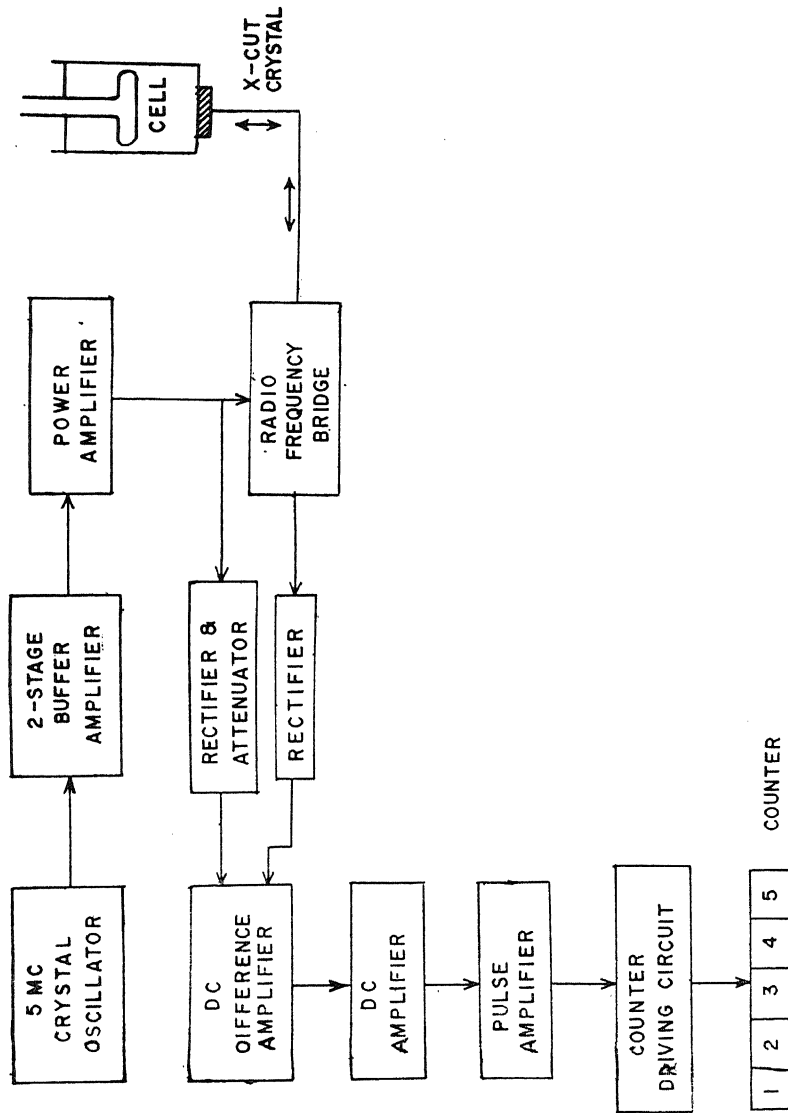 5 MC
CRYSTAL
OSCILLATOR
2-STAGE
BUFFER
AMPLIFIER
POWER
AMPLIFIER
CELL
X-CUT
CRYSTAL
RECTIFIER &
ATTENUATOR
RADIO
FREQUENCY
BRIDGE
RECTIFIER
DC
OIFFERENCE
AMPLIFIER
DC
AMPLIFIER
PULSE
AMPLIFIER
COUNTER
DRIVING CIRCUIT
1 2 3 4 5 COUNTER